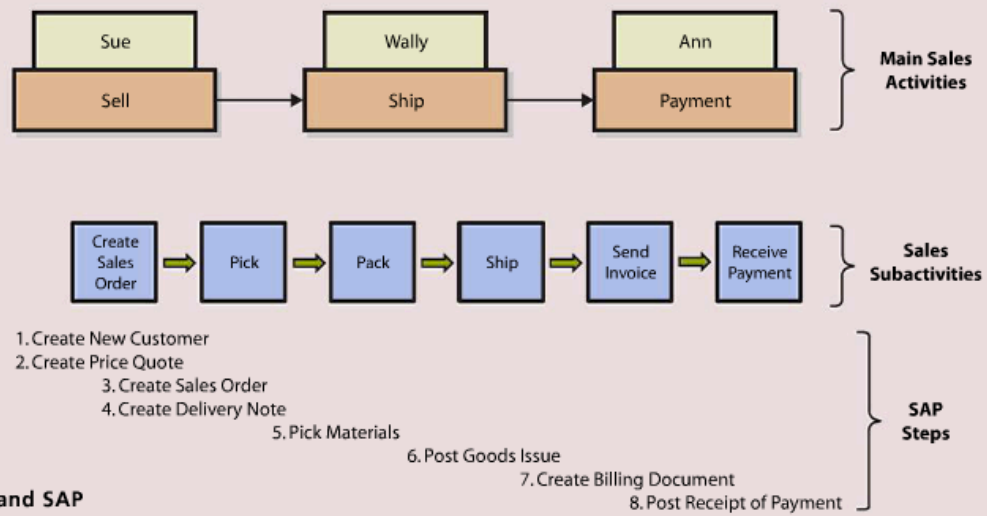 Sue
Wally
Ann
Main Sales
Activities
Sell
Ship
Payment
Create
Sales
Order
Pick
Pack
Ship
Send
Invoice
Receive
Payment
Sales
Subactivities
1. Create New Customer
2. Create Price Quote
3. Create Sales Order
4. Create Delivery Note
5. Pick Materials
6. Post Goods Issue
7. Create Billing Document
8. Post Receipt of Payment
SAP
Steps
and SAP